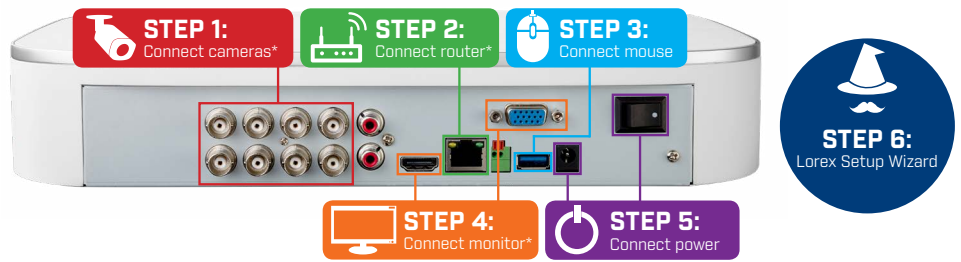 STEP 1:
Connect cameras*
STEP 2:
Connect router*
STEP 3:
Connect mouse
STEP 4:
Connect monitor*
STEP 5:
Connect power
STEP 6:
Lorex Setup Wizard